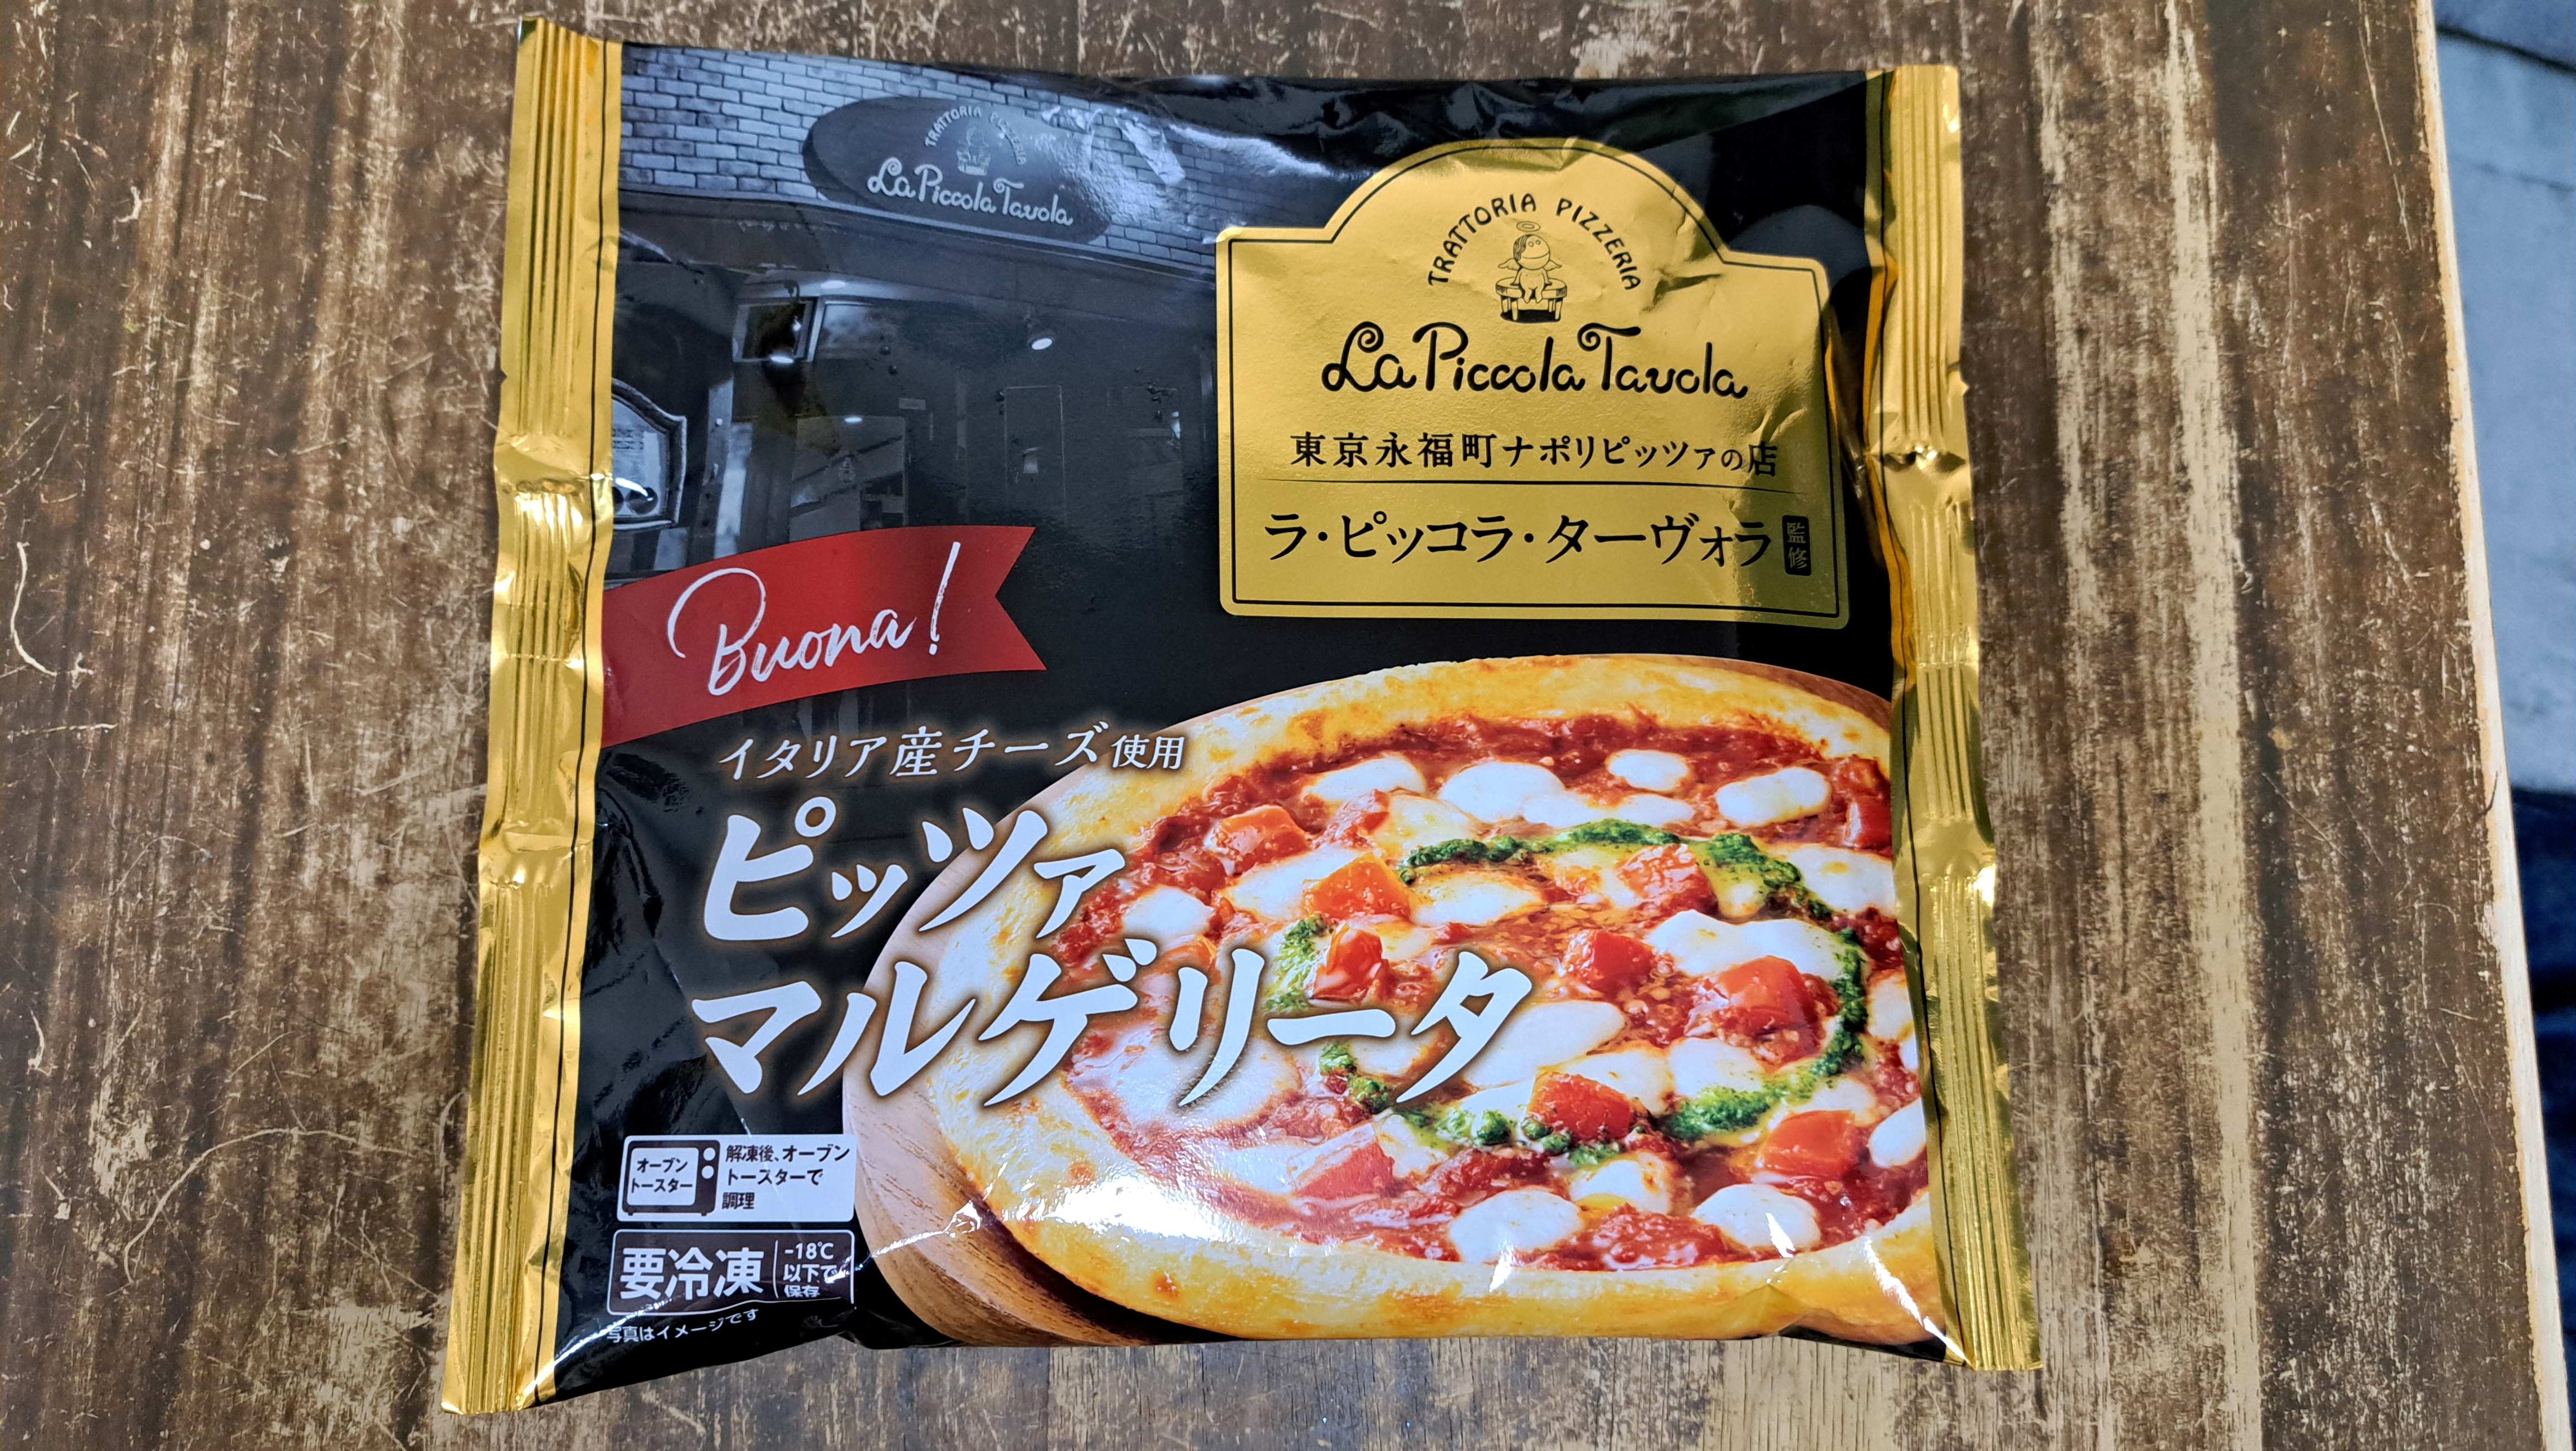 TRATTORIA PIZZERIA
La Piccola Tavola
TRATTORIA PIZZERIA
La Piccola Tavola
東京永福町ナポリピッツァの店
ラ・ピッコラ・ターヴォラ 監修
Buona!
イタリア産チーズ使用
ピッツァ
マルゲリータ
オーブン
トースター
解凍後、オーブン
トースターで
調理
要冷凍
-18℃
以下で
保存
写真はイメージです